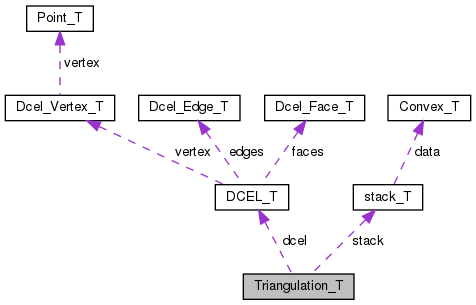 Point_T
vertex
Dcel_Vertex_T
Dcel_Edge_T
Dcel_Face_T
Convex_T
vertex
edges
faces
data
DCEL_T
stack_T
dcel
stack
Triangulation_T